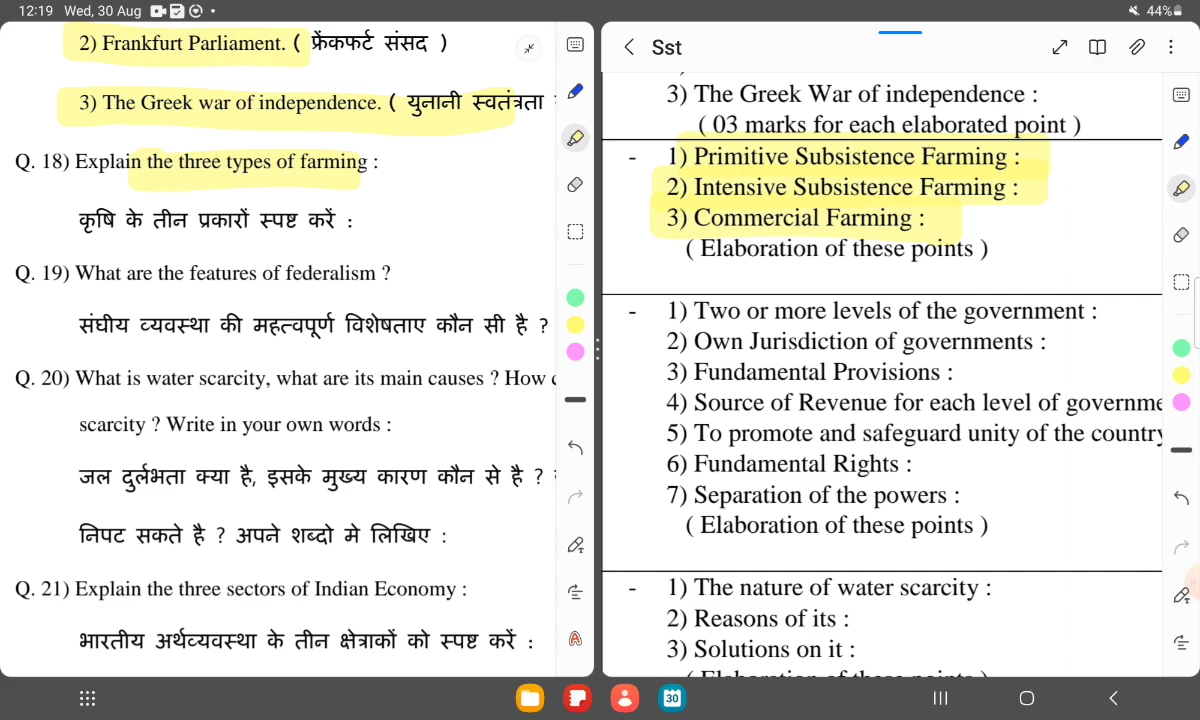 12:19 Wed, 30 Aug
44%
2) Frankfurt Parliament. ( फ्रेंकफर्ट संसद )
3) The Greek war of independence. ( युनानी स्वतंत्रता
Q. 18) Explain the three types of farming :
कृषि के तीन प्रकारों स्पष्ट करें :
Q. 19) What are the features of federalism ?
संघीय व्यवस्था की महत्वपूर्ण विशेषताए कौन सी है ?
Q. 20) What is water scarcity, what are its main causes ? How
scarcity ? Write in your own words :
जल दुर्लभता क्या है, इसके मुख्य कारण कौन से है ?
निपट सकते है ? अपने शब्दो मे लिखिए :
Q. 21) Explain the three sectors of Indian Economy :
भारतीय अर्थव्यवस्था के तीन क्षेत्राकों को स्पष्ट करें :
Sst
3) The Greek War of independence :
( 03 marks for each elaborated point )
- 1) Primitive Subsistence Farming :
2) Intensive Subsistence Farming :
3) Commercial Farming :
( Elaboration of these points )
- 1) Two or more levels of the government :
2) Own Jurisdiction of governments :
3) Fundamental Provisions :
4) Source of Revenue for each level of governme
5) To promote and safeguard unity of the country
6) Fundamental Rights :
7) Separation of the powers :
( Elaboration of these points )
- 1) The nature of water scarcity :
2) Reasons of its :
3) Solutions on it :
( Elaboration of these points )
30